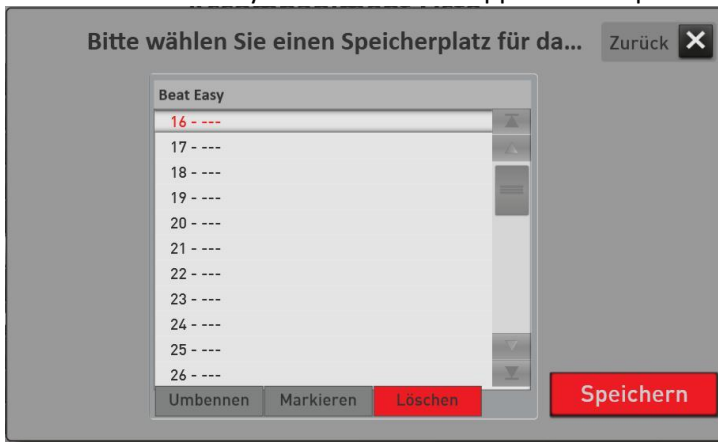 Bitte wählen Sie einen Speicherplatz für da... Zurück
Beat Easy
16 - ---
17 - ---
18 - ---
19 - ---
20 - ---
21 - ---
22 - ---
23 - ---
24 - ---
25 - ---
26 - ---
Umbennen Markieren Löschen
Speichern